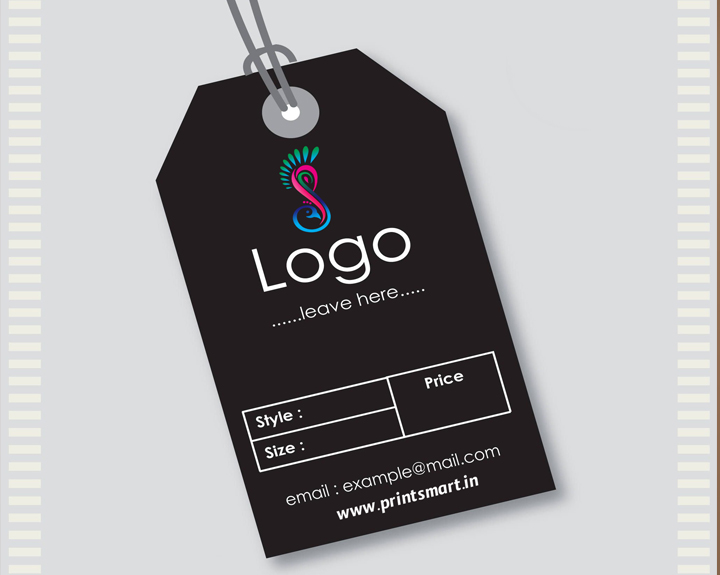 Logo
......leave here.....
Style :
Price
Size :
email : example@mail.com
www.printsmart.in